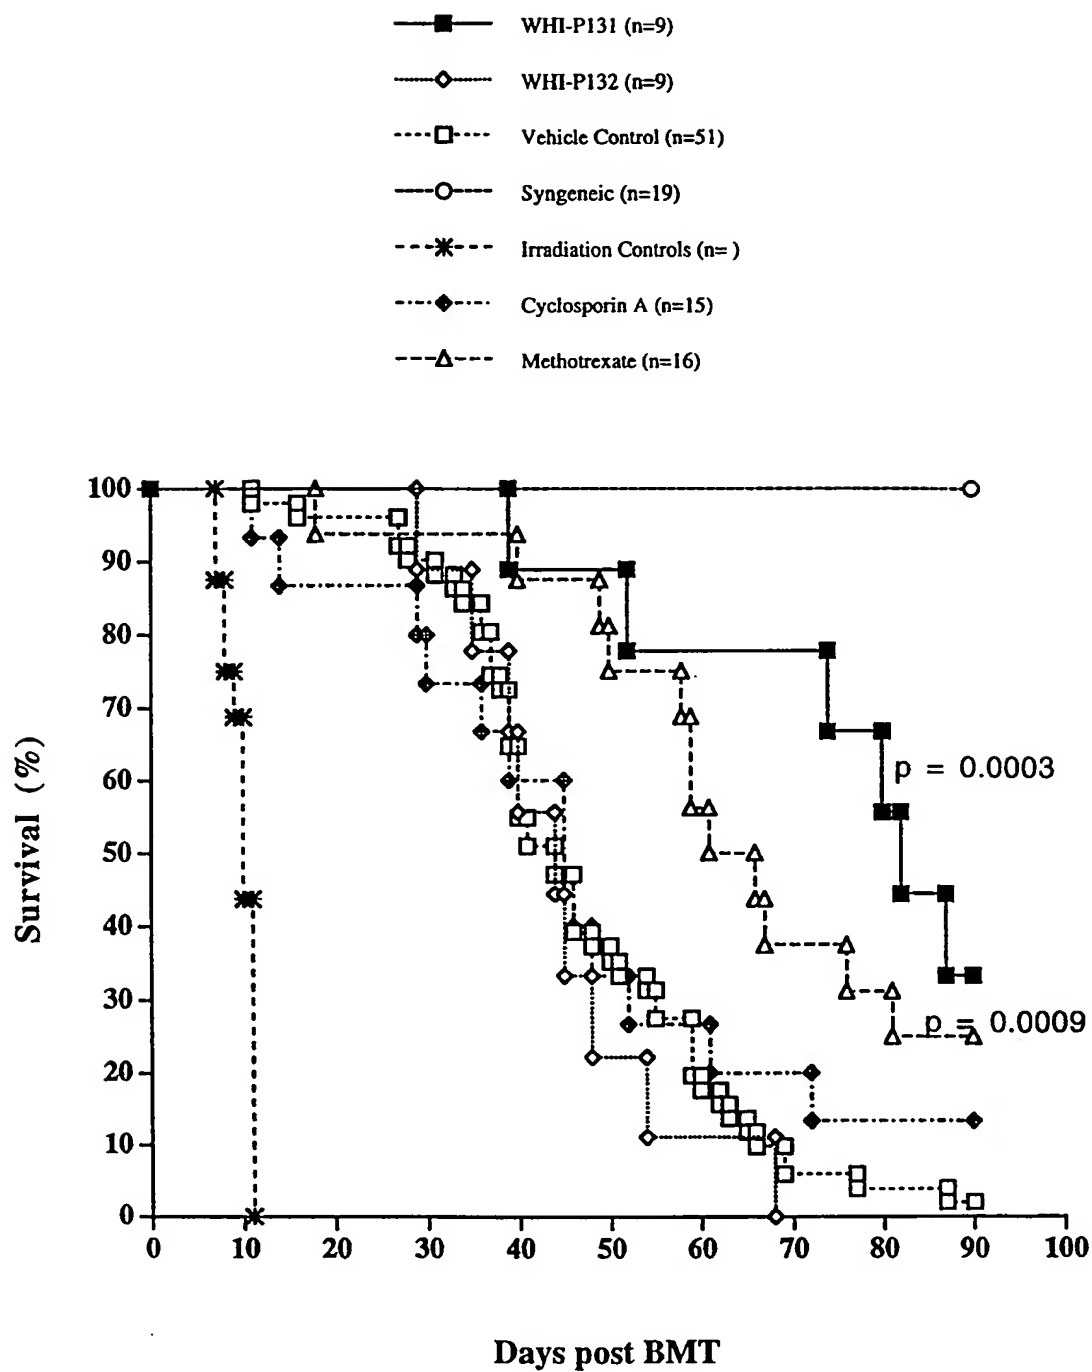 WHI-P131 (n=9)
WHI-P132 (n=9)
Vehicle Control (n=51)
Syngeneic (n=19)
Irradiation Controls (n= )
Cyclosporin A (n=15)
Methotrexate (n=16)
100
90
80
70
60
50
40
30
20
10
0
Survival (%)
p = 0.0003
p = 0.0009
0 10 20 30 40 50 60 70 80 90 100
Days post BMT